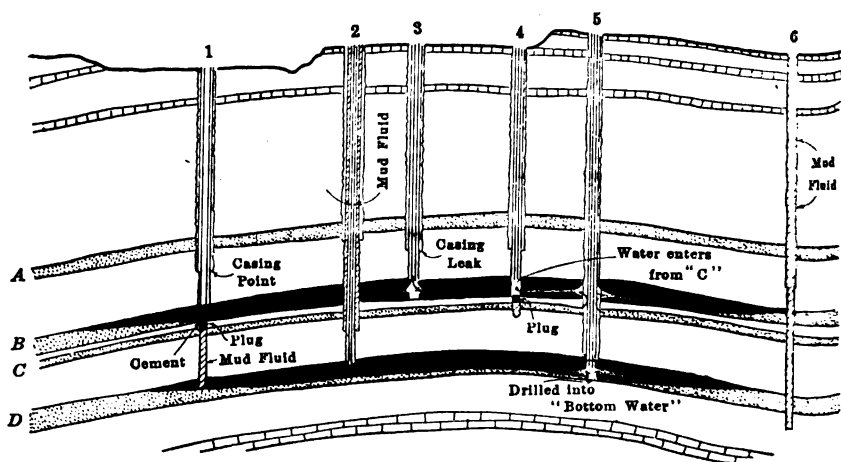 1
2
3
4
5
6
Mud Fluid
Mud
Fluid
Casing
Point
Casing
Leak
Water enters
from "C"
A
B
C
D
Plug
Cement
Mud Fluid
Plug
Drilled into
"Bottom Water"